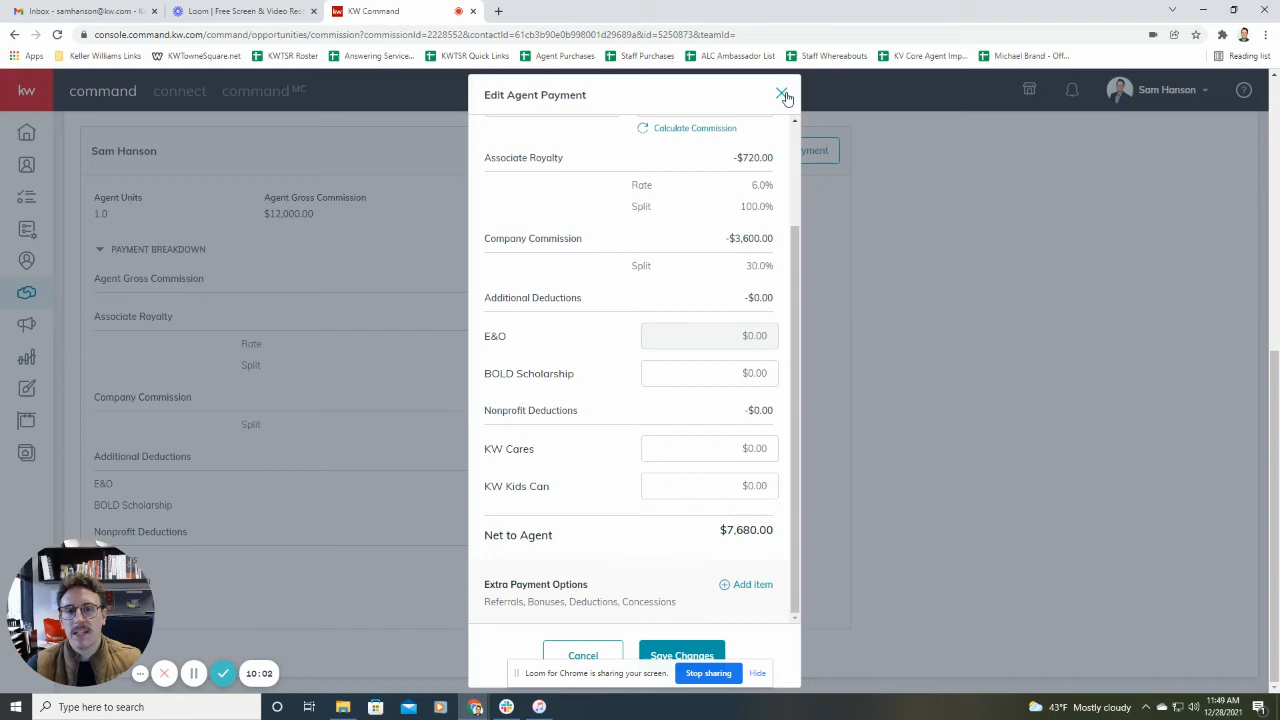 Inbox - samhanson@kw.com - K
Loom | Free Screen & Video Reco
KW Command
console.command.kw.com/command/opportunities/commission?commissionId=2228552&contactId=61cb3b90e0b998001d29689a&id=5250873&teamId=
Apps
Keller Williams Client
KWTowneSquare.net
KWTSR Roster
Answering Service...
KWTSR Quick Links
Agent Purchases
Staff Purchases
ALC Ambassador List
Staff Whereabouts
KV Core Agent Imp...
Michael Brand - Off...
Reading list
kw
command
connect
command MC
Sam Hanson
Edit Agent Payment
Calculate Commission
Sam Hanson
yment
Associate Royalty
-$720.00
Rate
6.0%
Split
100.0%
Agent Units
Agent Gross Commission
1.0
$12,000.00
Company Commission
-$3,600.00
PAYMENT BREAKDOWN
Split
30.0%
Agent Gross Commission
Additional Deductions
-$0.00
Associate Royalty
E&O
$0.00
Rate
Split
BOLD Scholarship
$0.00
Company Commission
Nonprofit Deductions
-$0.00
Split
KW Cares
$0.00
Additional Deductions
E&O
KW Kids Can
$0.00
BOLD Scholarship
Nonprofit Deductions
Net to Agent
$7,680.00
Extra Payment Options
Add item
Referrals, Bonuses, Deductions, Concessions
Cancel
Save Changes
10:02
Loom for Chrome is sharing your screen.
Stop sharing
Hide
Type here to search
43°F Mostly cloudy
11:49 AM
12/28/2021